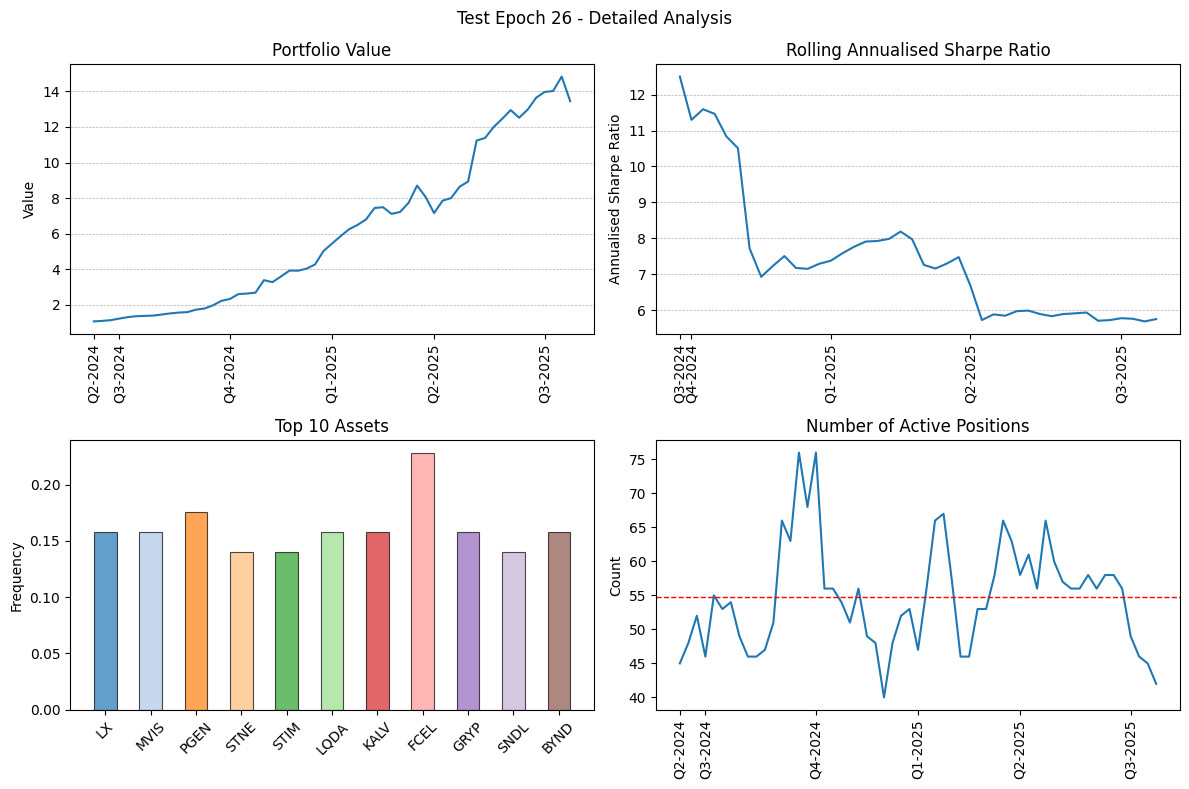 Test Epoch 26 - Detailed Analysis
Portfolio Value
Value
14
12
10
8
6
4
2
Q2-2024
Q3-2024
Q4-2024
Q1-2025
Q2-2025
Q3-2025
Rolling Annualised Sharpe Ratio
Annualised Sharpe Ratio
12
11
10
9
8
7
6
Q3-2024
Q4-2024
Q1-2025
Q2-2025
Q3-2025
Top 10 Assets
Frequency
0.20
0.15
0.10
0.05
0.00
LX
MVIS
PGEN
STNE
STIM
LQDA
KALV
FCEL
GRYP
SNDL
BYND
Number of Active Positions
Count
75
70
65
60
55
50
45
40
Q2-2024
Q3-2024
Q4-2024
Q1-2025
Q2-2025
Q3-2025